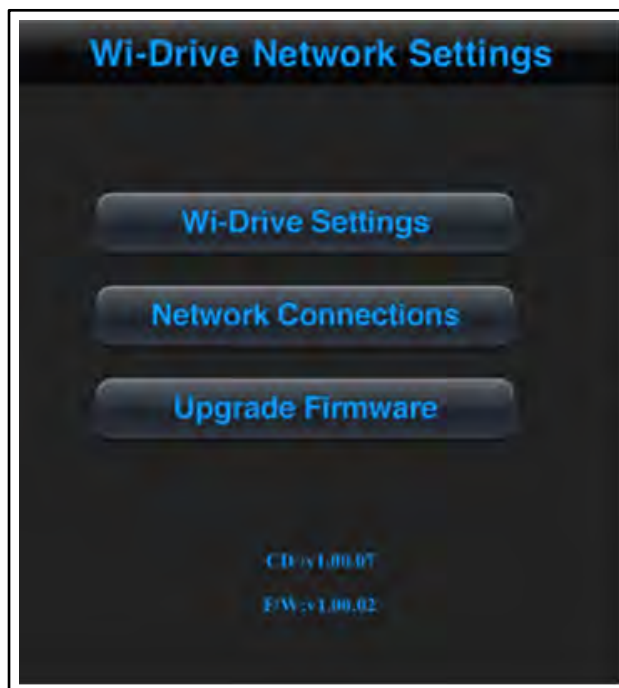 Wi-Drive Network Settings
Wi-Drive Settings
Network Connections
Upgrade Firmware
CD:v1.00.07
F/W:v1.00.02